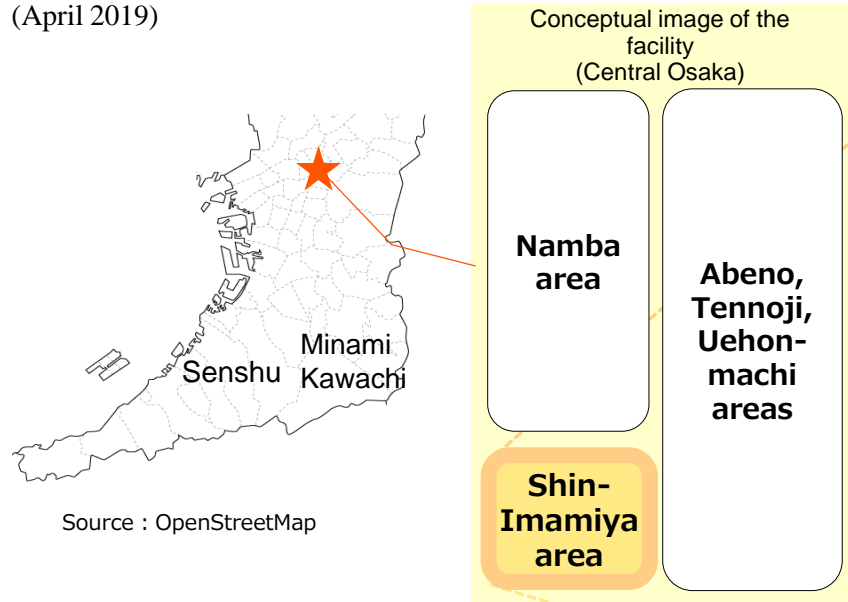 (April 2019)
Conceptual image of the
facility
(Central Osaka)
Namba
area
Abeno,
Tennoji,
Uehon-
machi
areas
Minami
Kawachi
Senshu
Shin-
Imamiya
area
Source : OpenStreetMap